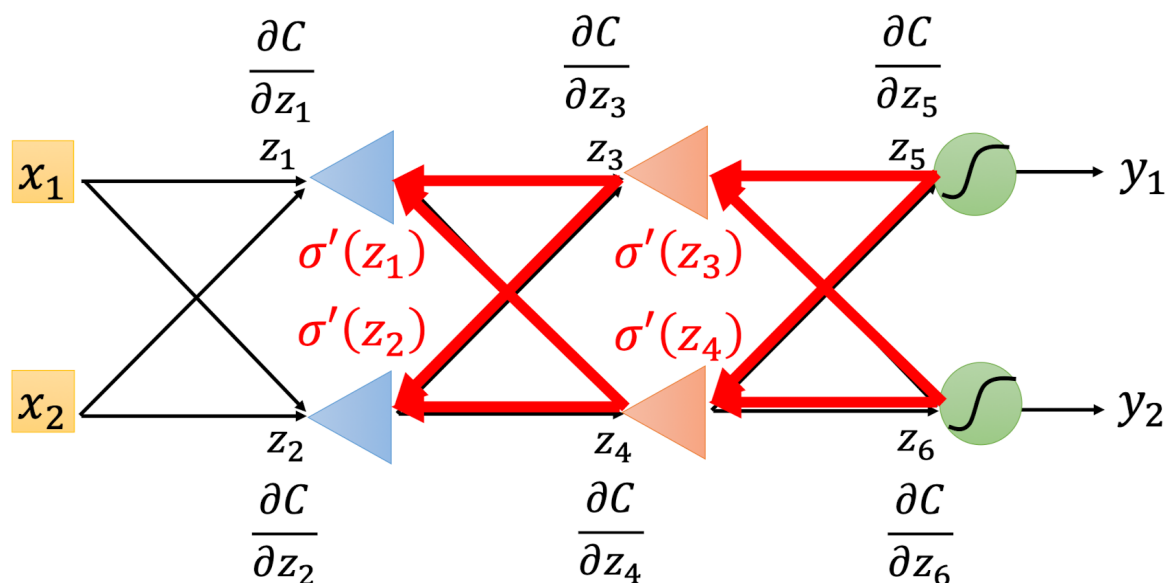 ∂C/∂z₁ ∂C/∂z₃ ∂C/∂z₅
x₁ z₁ z₃ z₅ y₁
σ′(z₁) σ′(z₃)
σ′(z₂) σ′(z₄)
x₂ z₂ z₄ z₆ y₂
∂C/∂z₂ ∂C/∂z₄ ∂C/∂z₆